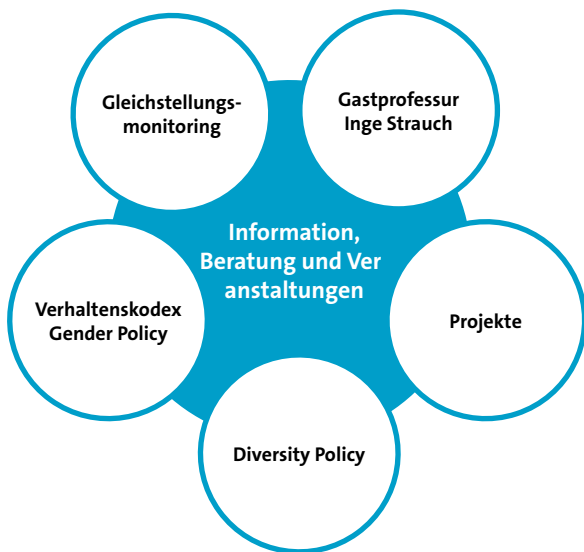 Gleichstellungs-
monitoring
Gastprofessur
Inge Strauch
Information,
Beratung und Ver
anstaltungen
Verhaltenskodex
Gender Policy
Projekte
Diversity Policy